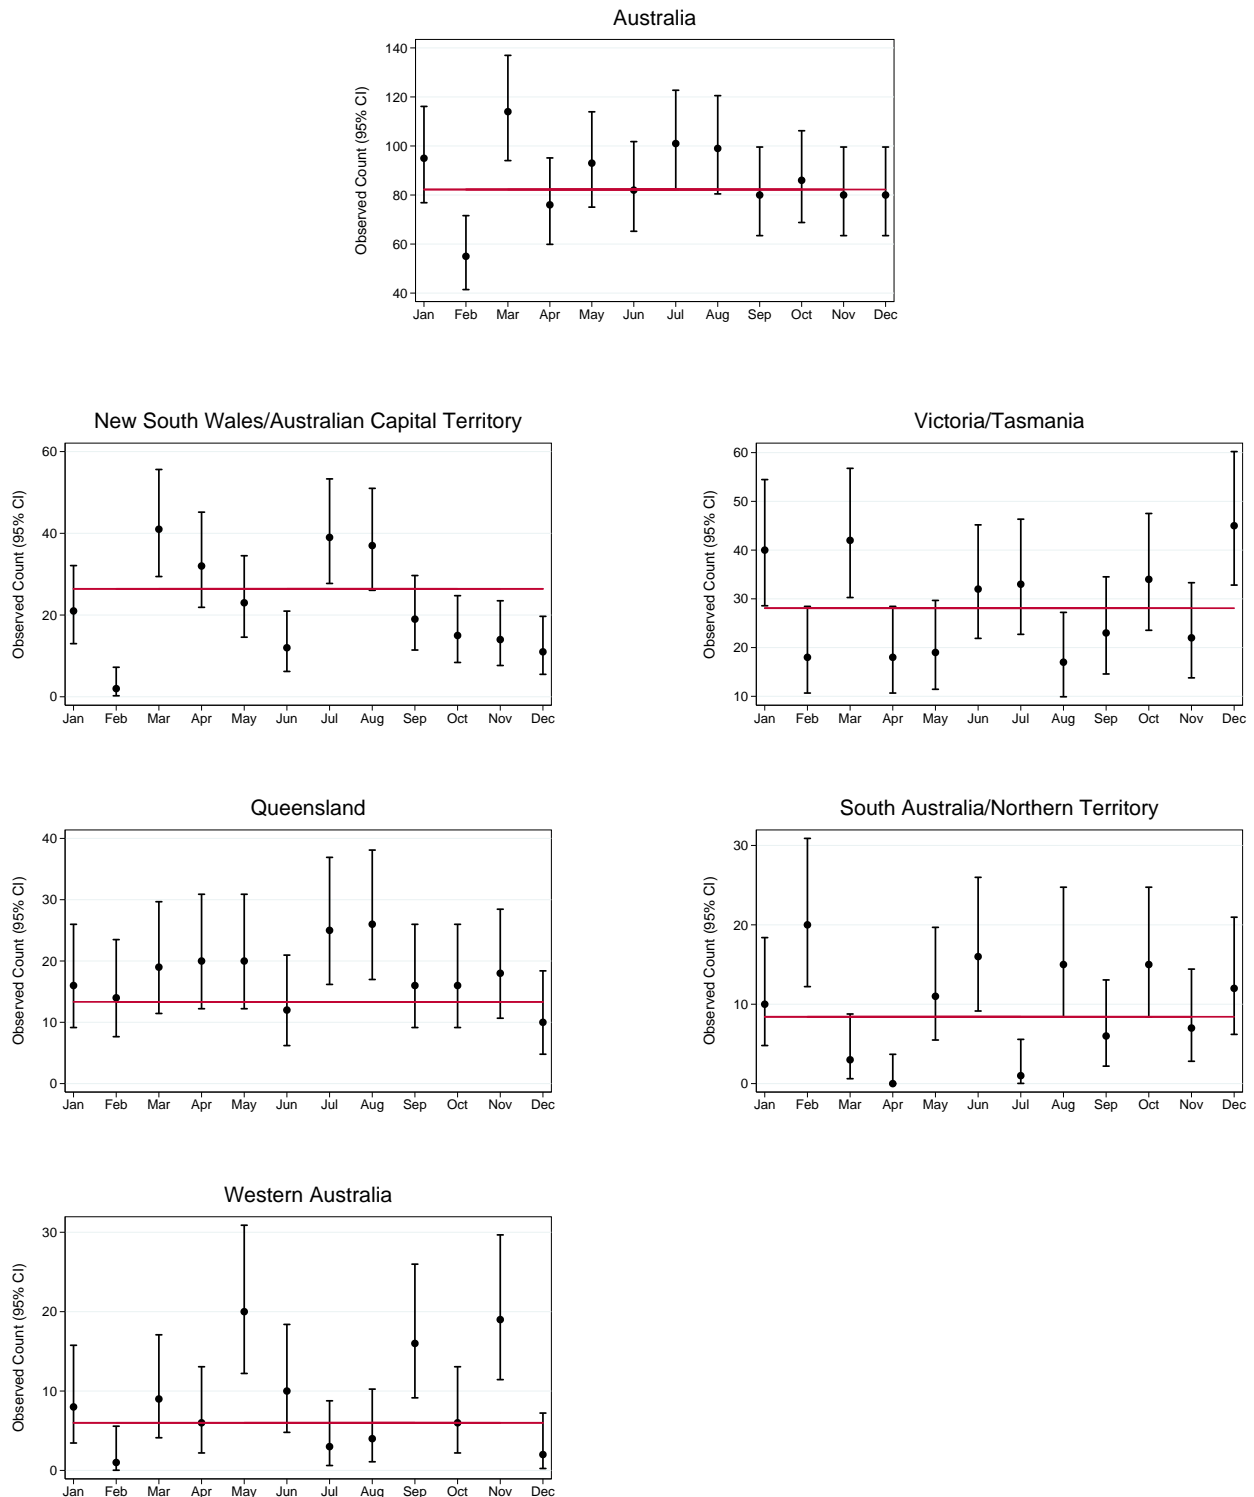 Australia
Observed Count (95% CI)
140
120
100
80
60
40
Jan Feb Mar Apr May Jun Jul Aug Sep Oct Nov Dec
New South Wales/Australian Capital Territory
Observed Count (95% CI)
60
40
20
0
Jan Feb Mar Apr May Jun Jul Aug Sep Oct Nov Dec
Victoria/Tasmania
Observed Count (95% CI)
60
50
40
30
20
10
Jan Feb Mar Apr May Jun Jul Aug Sep Oct Nov Dec
Queensland
Observed Count (95% CI)
40
30
20
10
0
Jan Feb Mar Apr May Jun Jul Aug Sep Oct Nov Dec
South Australia/Northern Territory
Observed Count (95% CI)
30
20
10
0
Jan Feb Mar Apr May Jun Jul Aug Sep Oct Nov Dec
Western Australia
Observed Count (95% CI)
30
20
10
0
Jan Feb Mar Apr May Jun Jul Aug Sep Oct Nov Dec